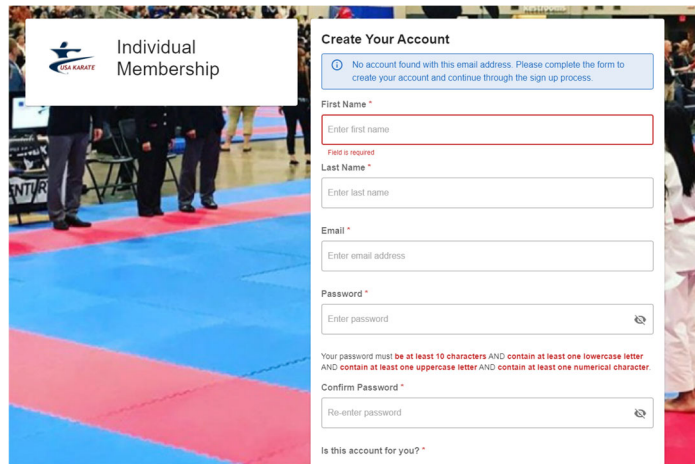 USA KARATE
Individual
Membership
Create Your Account
No account found with this email address. Please complete the form to
create your account and continue through the sign up process.
First Name *
Enter first name
Field is required
Last Name *
Enter last name
Email *
Enter email address
Password *
Enter password
Your password must be at least 10 characters AND contain at least one lowercase letter
AND contain at least one uppercase letter AND contain at least one numerical character.
Confirm Password *
Re-enter password
Is this account for you? *